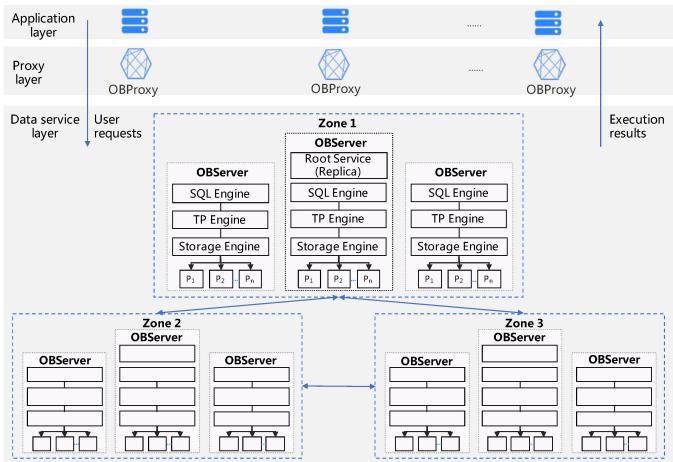 Application
layer
......
Proxy
layer
......
OBProxy
OBProxy
OBProxy
Data service
layer
User
requests
Execution
results
Zone 1
OBServer
SQL Engine
TP Engine
Storage Engine
P1 P2 ... Pn
OBServer
Root Service
(Replica)
SQL Engine
TP Engine
Storage Engine
P1 P2 ... Pn
OBServer
SQL Engine
TP Engine
Storage Engine
P1 P2 ... Pn
Zone 2
OBServer
OBServer
OBServer
Zone 3
OBServer
OBServer
OBServer